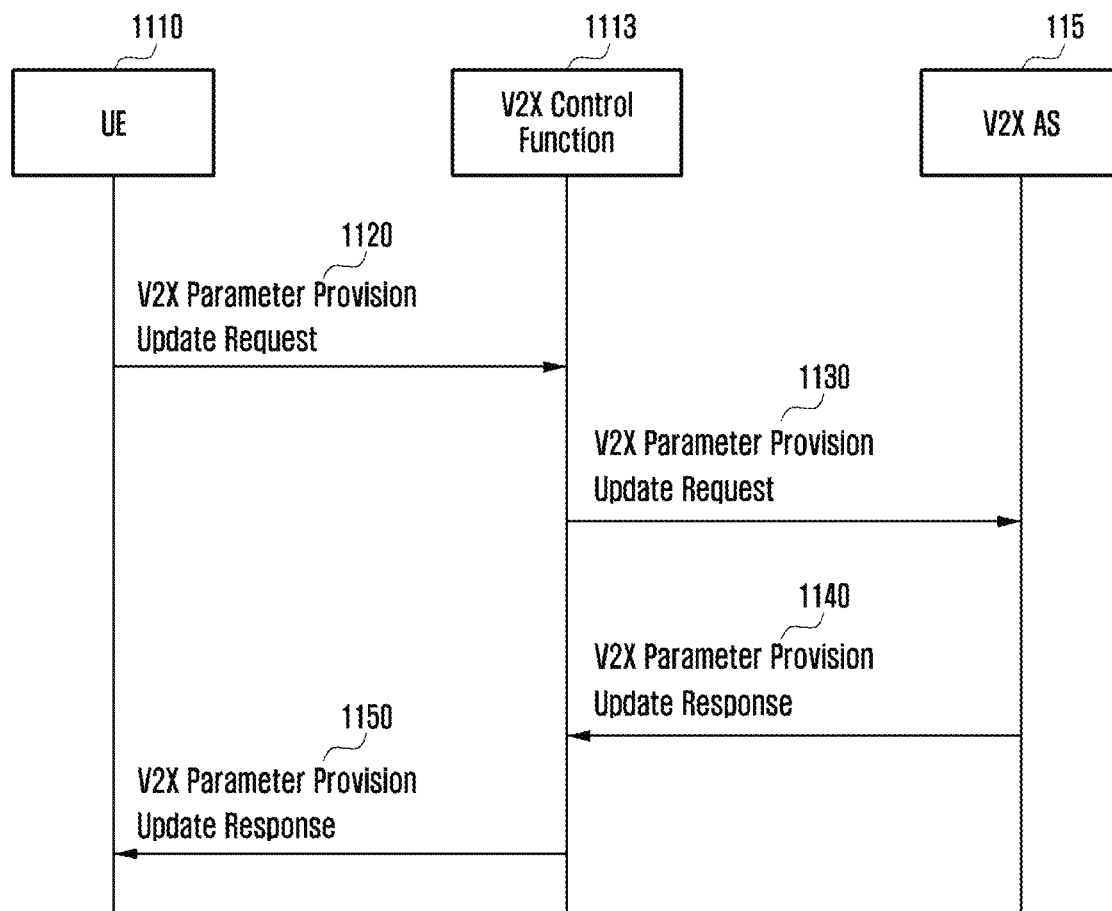 1110
1113
115
UE
V2X Control
Function
V2X AS
1120
V2X Parameter Provision
Update Request
1130
V2X Parameter Provision
Update Request
1140
V2X Parameter Provision
Update Response
1150
V2X Parameter Provision
Update Response